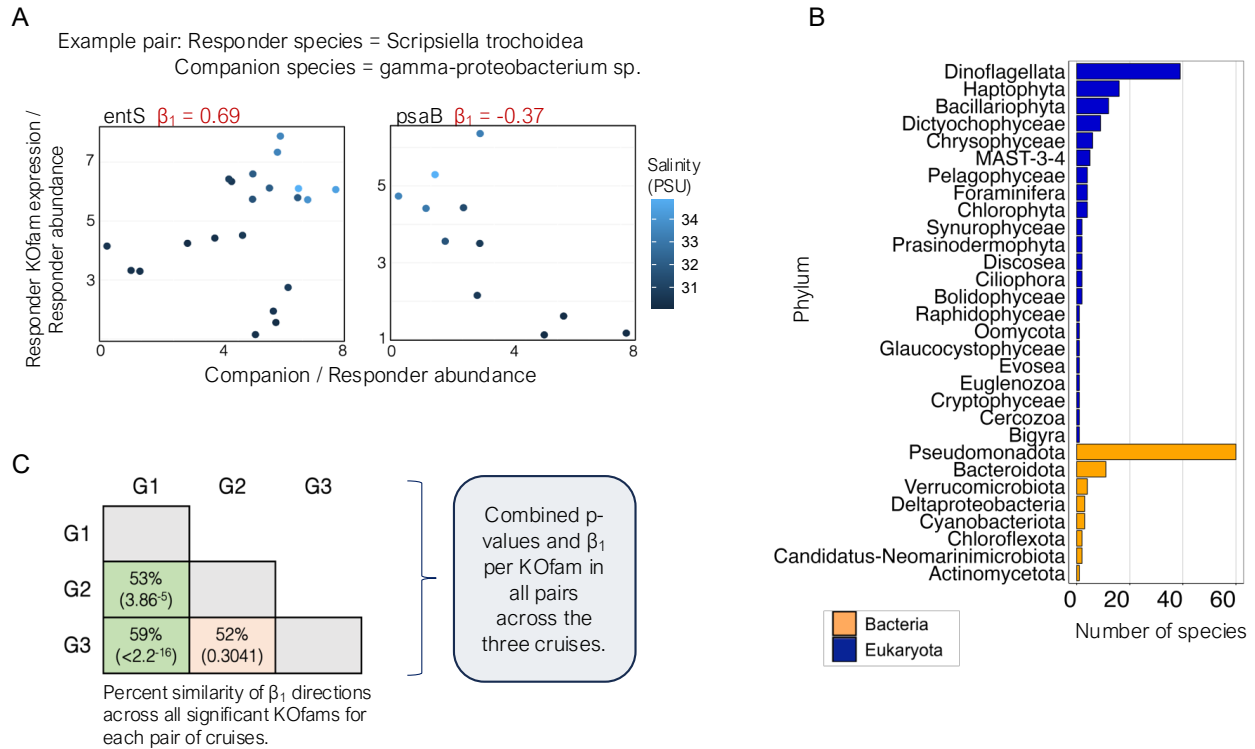 A
Example pair: Responder species = Scripsiella trochoidea
Companion species = gamma-proteobacterium sp.
entS β₁ = 0.69
psaB β₁ = -0.37
Responder KOfam expression /
Responder abundance
7
5
3
0
4
8
5
3
1
0
4
8
Companion / Responder abundance
Salinity
(PSU)
34
33
32
31
B
Phylum
Dinoflagellata
Haptophyta
Bacillariophyta
Dictyochophyceae
Chrysophyceae
MAST-3-4
Pelagophyceae
Foraminifera
Chlorophyta
Synurophyceae
Prasinodermophyta
Discosea
Ciliophora
Bolidophyceae
Raphidophyceae
Oomycota
Glaucocystophyceae
Evosea
Euglenozoa
Cryptophyceae
Cercozoa
Bigyra
Pseudomonadota
Bacteroidota
Verrucomicrobiota
Deltaproteobacteria
Cyanobacteriota
Chloroflexota
Candidatus-Neomarinimicrobiota
Actinomycetota
0 20 40 60
Number of species
Bacteria
Eukaryota
C
G1 G2 G3
G1
G2
53%
(3.86⁻⁵)
G3
59%
(<2.2⁻¹⁶)
52%
(0.3041)
Percent similarity of β₁ directions
across all significant KOfams for
each pair of cruises.
Combined p-
values and β₁
per KOfam in
all pairs
across the
three cruises.